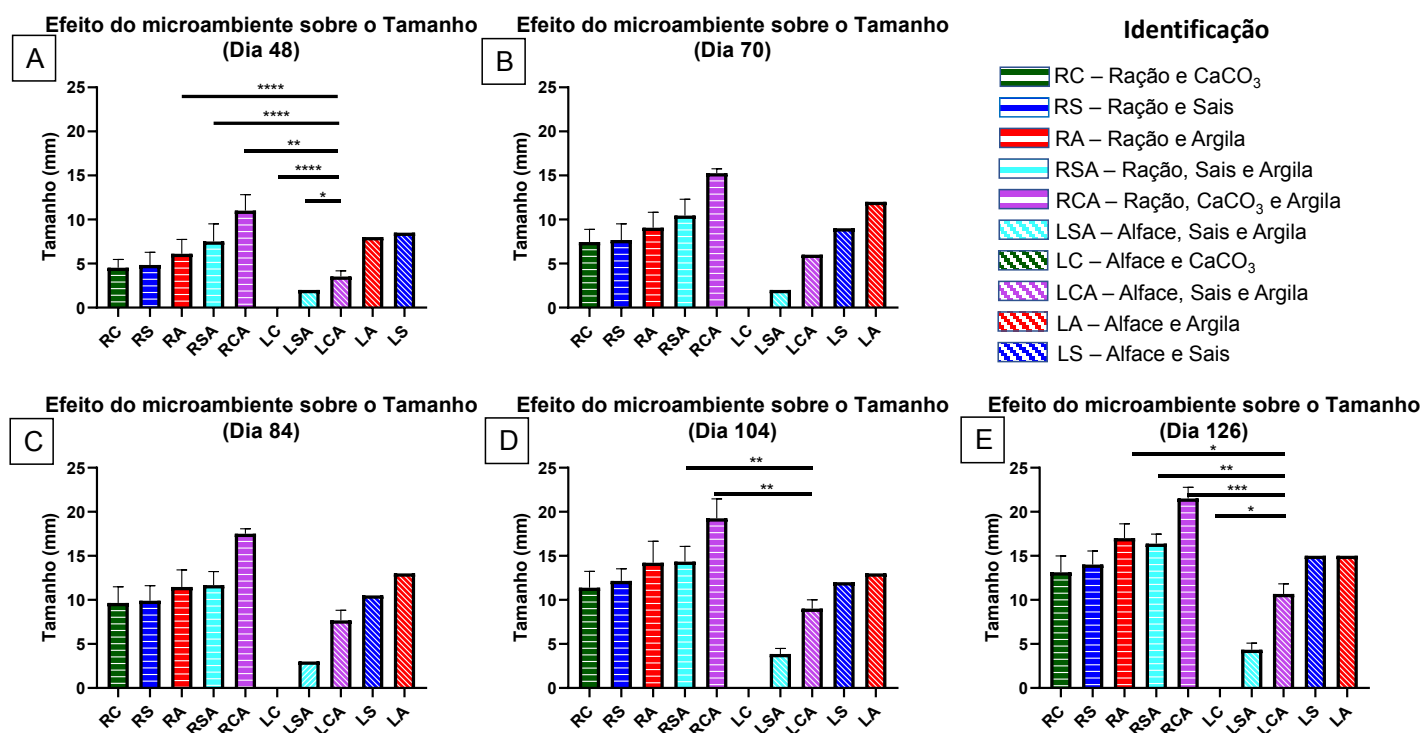 Efeito do microambiente sobre o Tamanho
(Dia 48)
A
25
20
15
10
5
0
Tamanho (mm)
****
****
**
****
*
RC
RS
RA
RSA
RCA
LC
LSA
LCA
LA
LS
Efeito do microambiente sobre o Tamanho
(Dia 70)
B
25
20
15
10
5
0
Tamanho (mm)
RC
RS
RA
RSA
RCA
LC
LSA
LCA
LS
LA
Identificação
RC – Ração e CaCO₃
RS – Ração e Sais
RA – Ração e Argila
RSA – Ração, Sais e Argila
RCA – Ração, CaCO₃ e Argila
LSA – Alface, Sais e Argila
LC – Alface e CaCO₃
LCA – Alface, Sais e Argila
LA – Alface e Argila
LS – Alface e Sais
Efeito do microambiente sobre o Tamanho
(Dia 84)
C
25
20
15
10
5
0
Tamanho (mm)
RC
RS
RA
RSA
RCA
LC
LSA
LCA
LS
LA
Efeito do microambiente sobre o Tamanho
(Dia 104)
D
25
20
15
10
5
0
Tamanho (mm)
**
**
RC
RS
RA
RSA
RCA
LC
LSA
LCA
LS
LA
Efeito do microambiente sobre o Tamanho
(Dia 126)
E
25
20
15
10
5
0
Tamanho (mm)
*
**
***
*
RC
RS
RA
RSA
RCA
LC
LSA
LCA
LS
LA